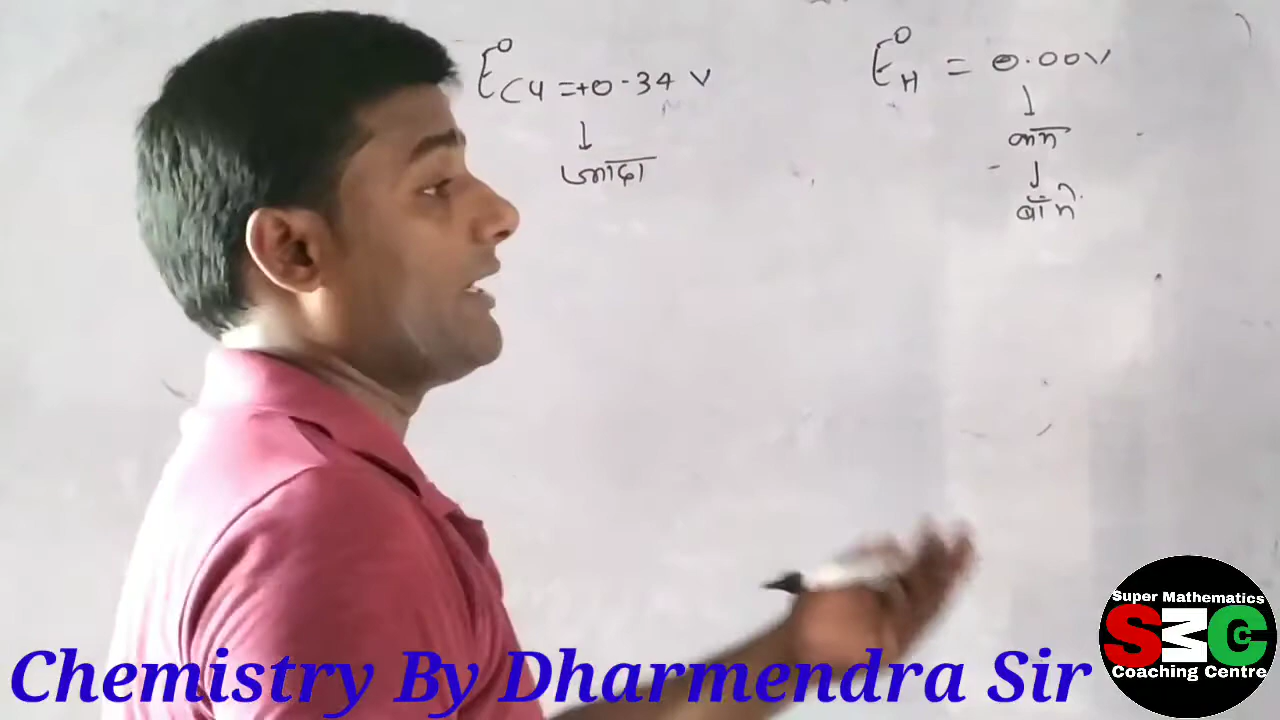 E°Cu = +0.34 V
↓
ज्यादा
E°H = 0.00V
↓
कम
↓
Chemistry By Dharmendra Sir
Super Mathematics
SMC
Coaching Centre